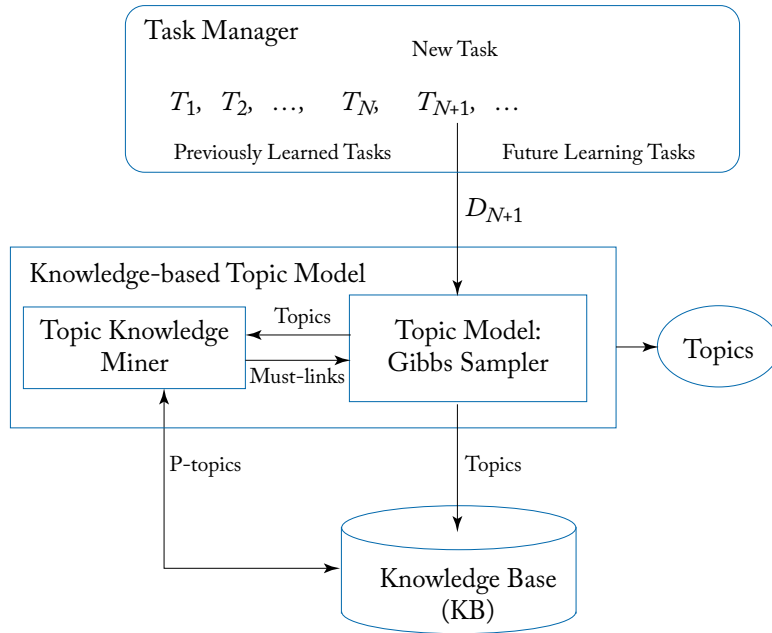 Task Manager
New Task
T1, T2, …, TN, TN+1, …
Previously Learned Tasks
Future Learning Tasks
DN+1
Knowledge-based Topic Model
Topic Knowledge
Miner
Topics
Must-links
Topic Model:
Gibbs Sampler
Topics
P-topics
Topics
Knowledge Base
(KB)